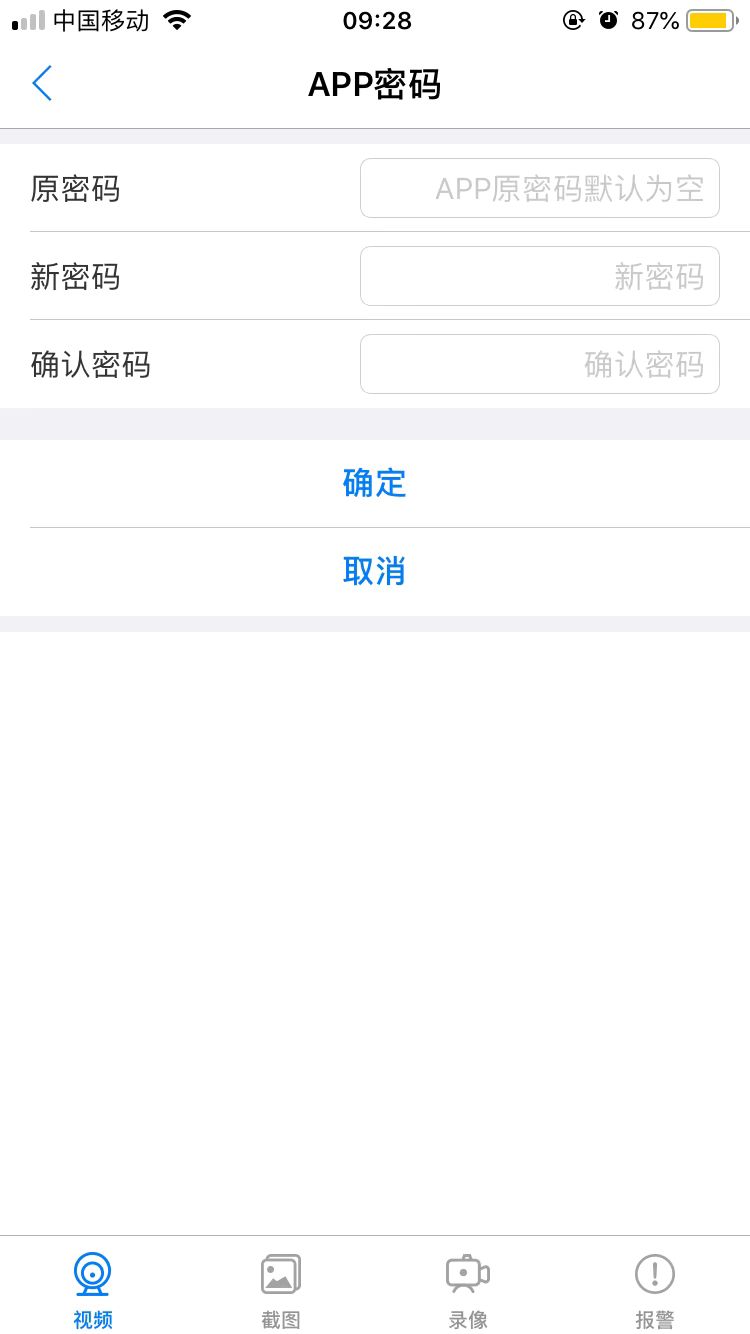 中国移动 09:28 87%
APP密码
原密码 APP原密码默认为空
新密码 新密码
确认密码 确认密码
确定
取消
视频 截图 录像 报警